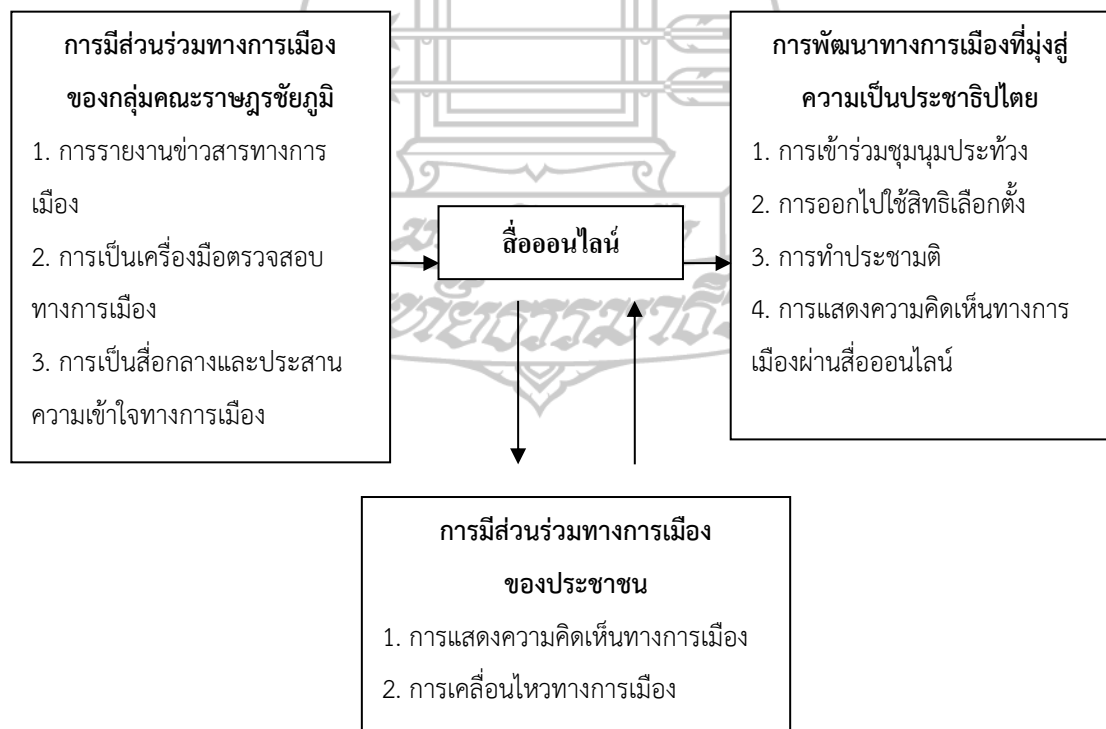 การมีส่วนร่วมทางการเมือง
ของกลุ่มคณะราษฎรชัยภูมิ
1. การรายงานข่าวสารทางการ
เมือง
2. การเป็นเครื่องมือตรวจสอบ
ทางการเมือง
3. การเป็นสื่อกลางและประสาน
ความเข้าใจทางการเมือง
สื่อออนไลน์
การพัฒนาทางการเมืองที่มุ่งสู่
ความเป็นประชาธิปไตย
1. การเข้าร่วมชุมนุมประท้วง
2. การออกไปใช้สิทธิเลือกตั้ง
3. การทำประชามติ
4. การแสดงความคิดเห็นทางการ
เมืองผ่านสื่อออนไลน์
การมีส่วนร่วมทางการเมือง
ของประชาชน
1. การแสดงความคิดเห็นทางการเมือง
2. การเคลื่อนไหวทางการเมือง